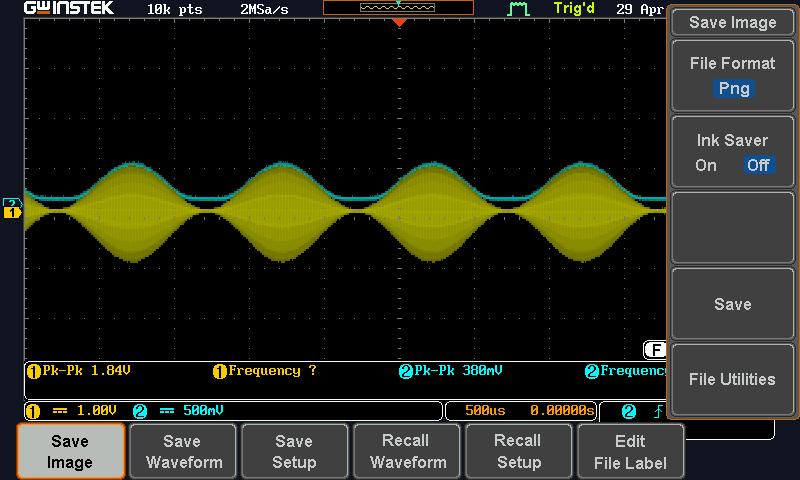 GWINSTEK 10k pts 2MSa/s Trig'd 29 Apr
Save Image
File Format
Png
Ink Saver
On Off
2
1
Save
F
1 Pk-Pk 1.84V 1 Frequency ? 2 Pk-Pk 380mV 2 Frequenc
File Utilities
1 1.00V 2 500mV 500us 0.00000s 2
Save Image
Save Waveform
Save Setup
Recall Waveform
Recall Setup
Edit File Label